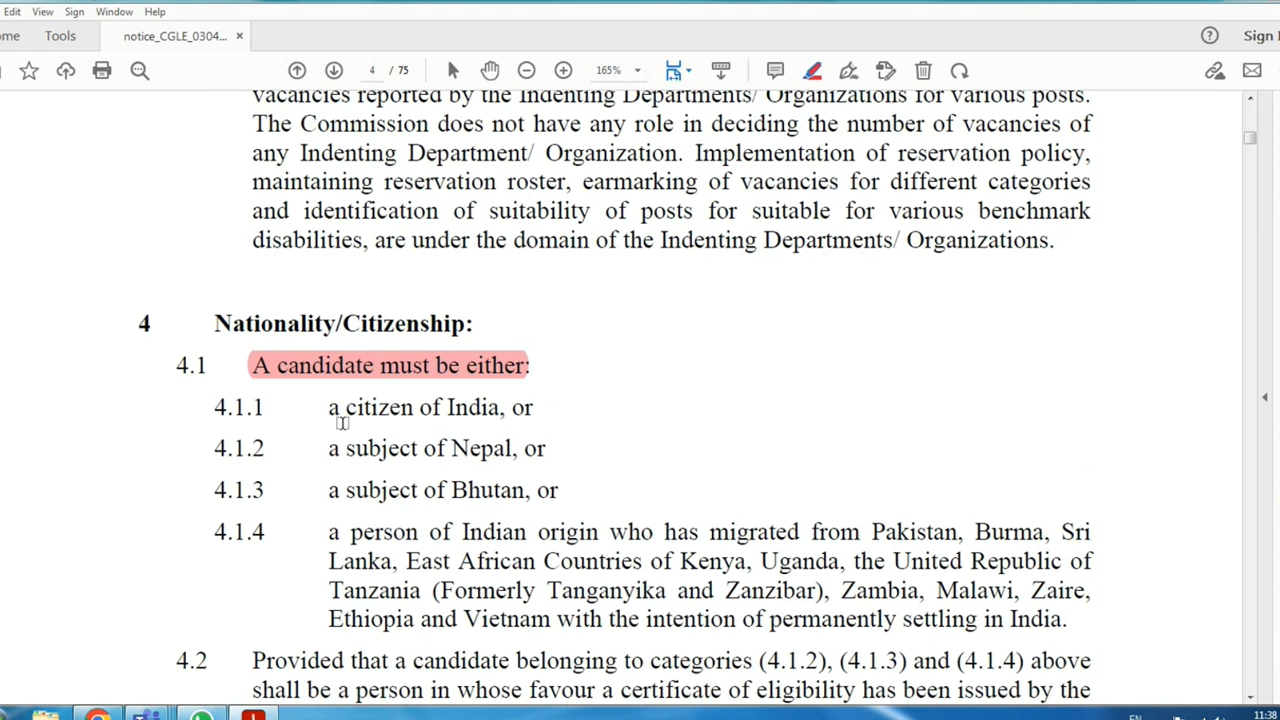 Edit View Sign Window Help
ome Tools notice_CGLE_0304... × Sign I
4 / 75 165%
vacancies reported by the Indenting Departments/ Organizations for various posts.
The Commission does not have any role in deciding the number of vacancies of
any Indenting Department/ Organization. Implementation of reservation policy,
maintaining reservation roster, earmarking of vacancies for different categories
and identification of suitability of posts for suitable for various benchmark
disabilities, are under the domain of the Indenting Departments/ Organizations.
4 Nationality/Citizenship:
4.1 A candidate must be either:
4.1.1 a citizen of India, or
4.1.2 a subject of Nepal, or
4.1.3 a subject of Bhutan, or
4.1.4 a person of Indian origin who has migrated from Pakistan, Burma, Sri
Lanka, East African Countries of Kenya, Uganda, the United Republic of
Tanzania (Formerly Tanganyika and Zanzibar), Zambia, Malawi, Zaire,
Ethiopia and Vietnam with the intention of permanently settling in India.
4.2 Provided that a candidate belonging to categories (4.1.2), (4.1.3) and (4.1.4) above
shall be a person in whose favour a certificate of eligibility has been issued by the
EN 11:38